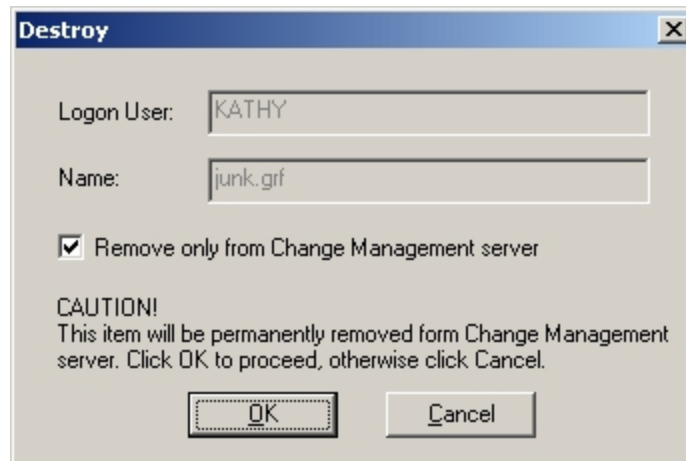 Destroy
Logon User: KATHY
Name: junk.grf
Remove only from Change Management server
CAUTION!
This item will be permanently removed form Change Management
server. Click OK to proceed, otherwise click Cancel.
OK Cancel